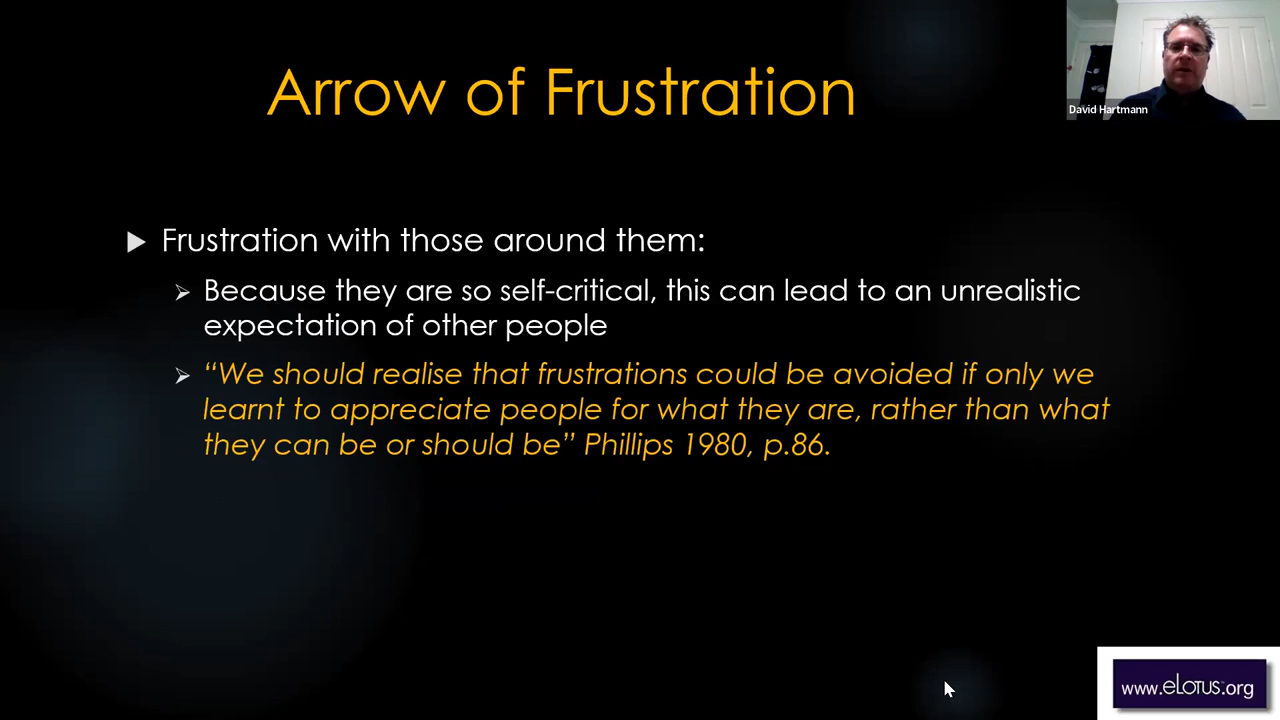 Arrow of Frustration
David Hartmann
Frustration with those around them:
Because they are so self-critical, this can lead to an unrealistic
expectation of other people
“We should realise that frustrations could be avoided if only we
learnt to appreciate people for what they are, rather than what
they can be or should be” Phillips 1980, p.86.
www.eLOTUS.org